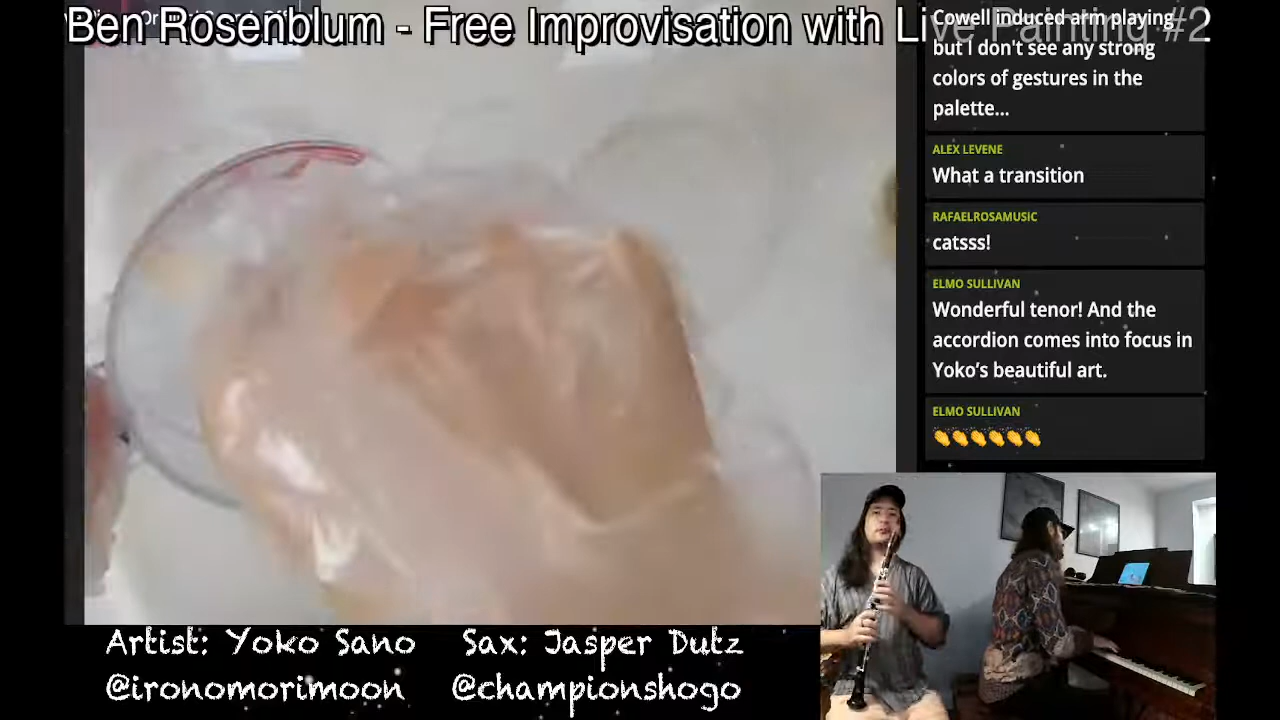 Ben Rosenblum - Free Improvisation with Live Painting #2
Cowell induced arm playing
but I don't see any strong
colors of gestures in the
palette...
ALEX LEVENE
What a transition
RAFAELROSAMUSIC
catsss!
ELMO SULLIVAN
Wonderful tenor! And the
accordion comes into focus in
Yoko's beautiful art.
ELMO SULLIVAN
👏👏👏👏👏👏
Artist: Yoko Sano Sax: Jasper Dutz
@ironomorimoon @championshogo